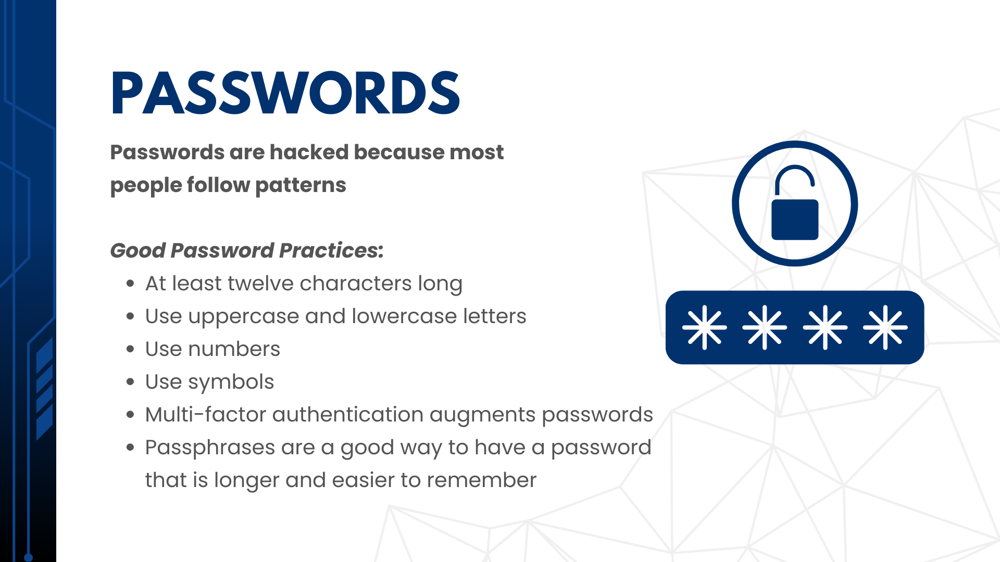 PASSWORDS
Passwords are hacked because most
people follow patterns
Good Password Practices:
• At least twelve characters long
• Use uppercase and lowercase letters
• Use numbers
• Use symbols
• Multi-factor authentication augments passwords
• Passphrases are a good way to have a password
that is longer and easier to remember
* * * *